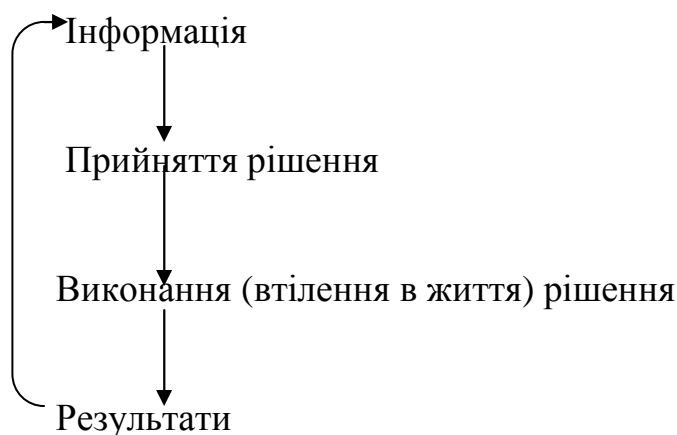 Інформація
Прийняття рішення
Виконання (втілення в життя) рішення
Результати